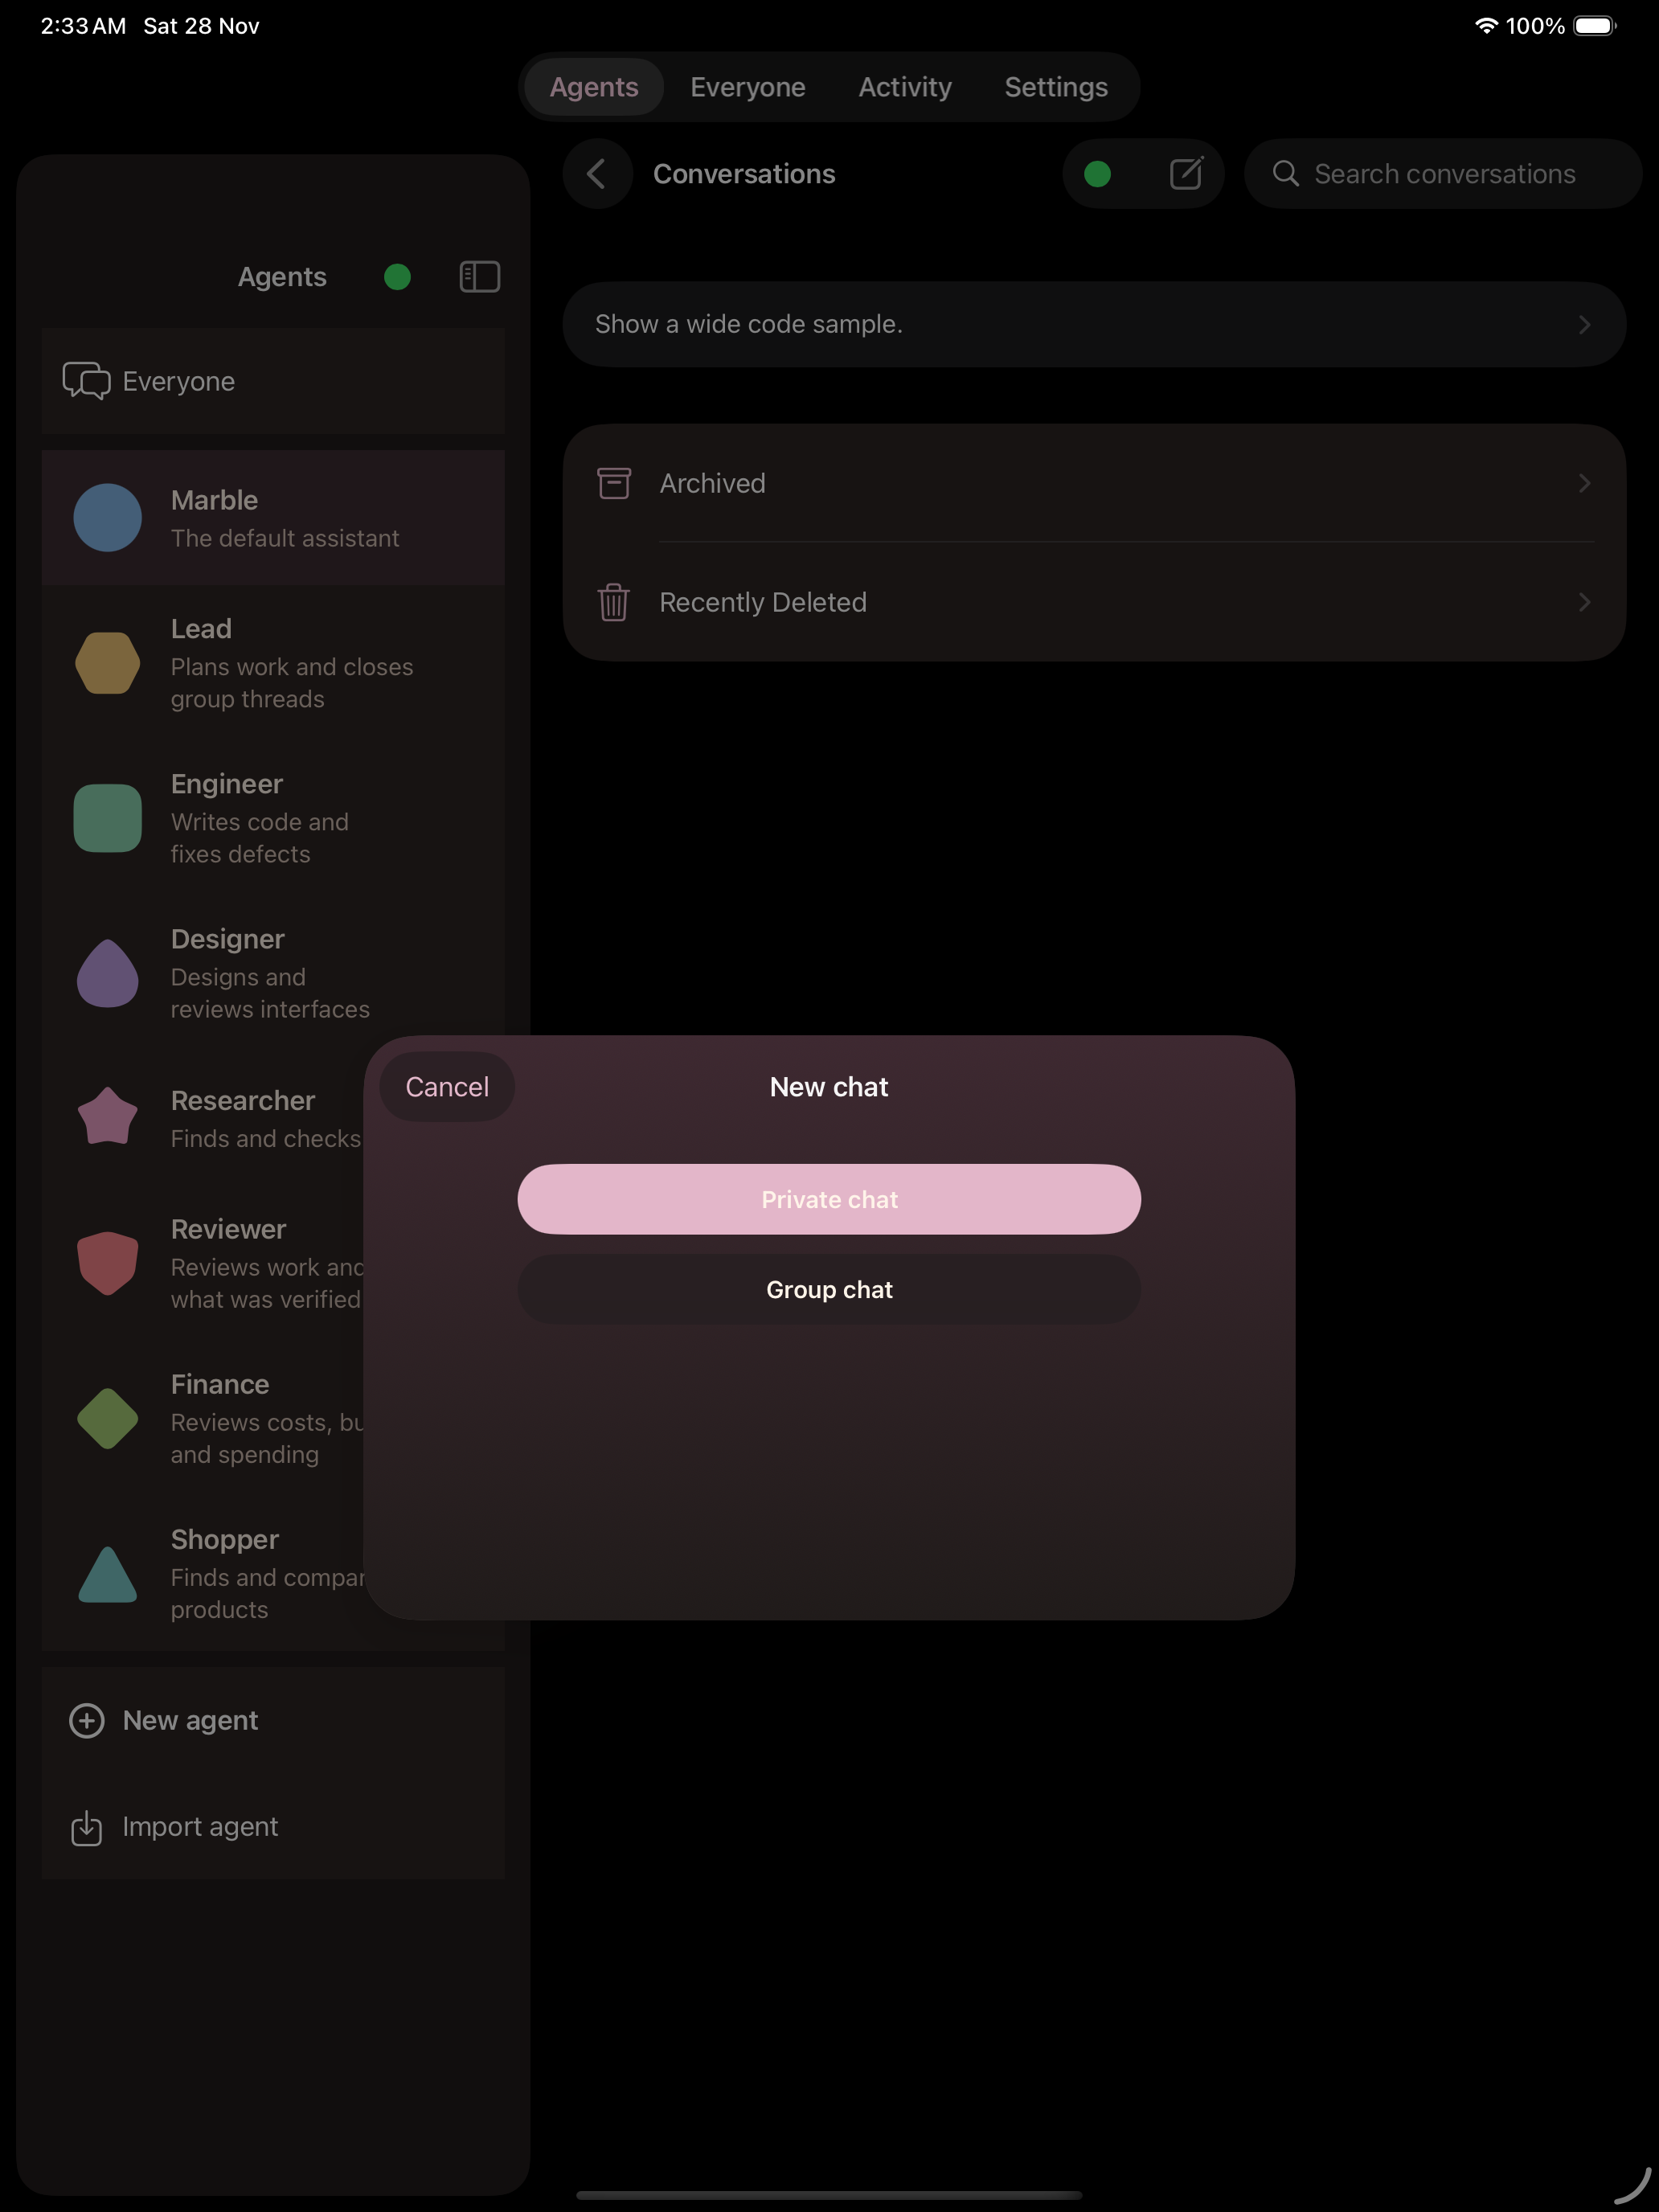 2:33 AM Sat 28 Nov
100%
Agents
Everyone
Activity
Settings
Conversations
Search conversations
Agents
Everyone
Marble
The default assistant
Lead
Plans work and closes
group threads
Engineer
Writes code and
fixes defects
Designer
Designs and
reviews interfaces
Researcher
Finds and checks
Reviewer
Reviews work and
what was verified
Finance
Reviews costs,
and spending
Shopper
Finds and
products
New agent
Import agent
Show a wide code sample.
Archived
Recently Deleted
Cancel
New chat
Private chat
Group chat